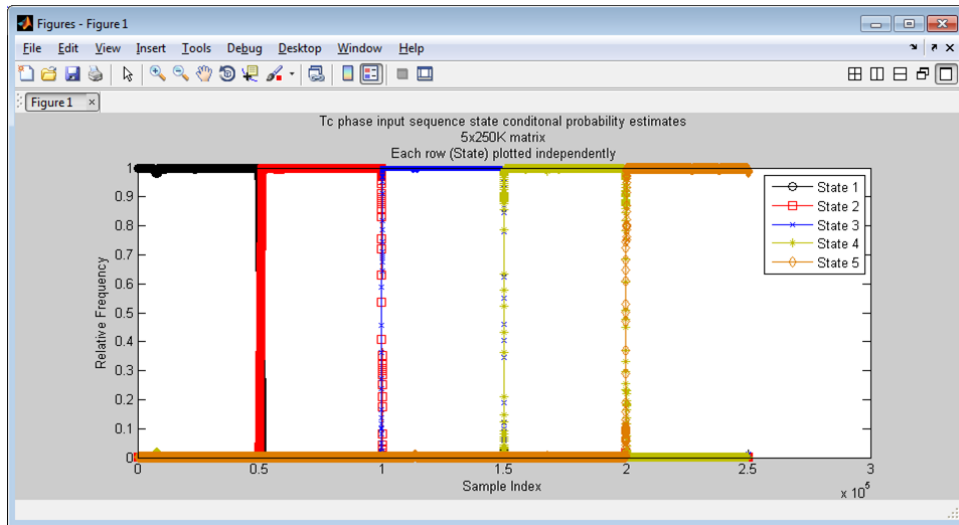 Figures - Figure 1
File Edit View Insert Tools Debug Desktop Window Help
Figure 1 ×
Tc phase input sequence state conditonal probability estimates
5x250K matrix
Each row (State) plotted independently
1
0.9
0.8
0.7
0.6
0.5
0.4
0.3
0.2
0.1
0
Relative Frequency
State 1
State 2
State 3
State 4
State 5
0 0.5 1 1.5 2 2.5 3
Sample Index
x 10^5